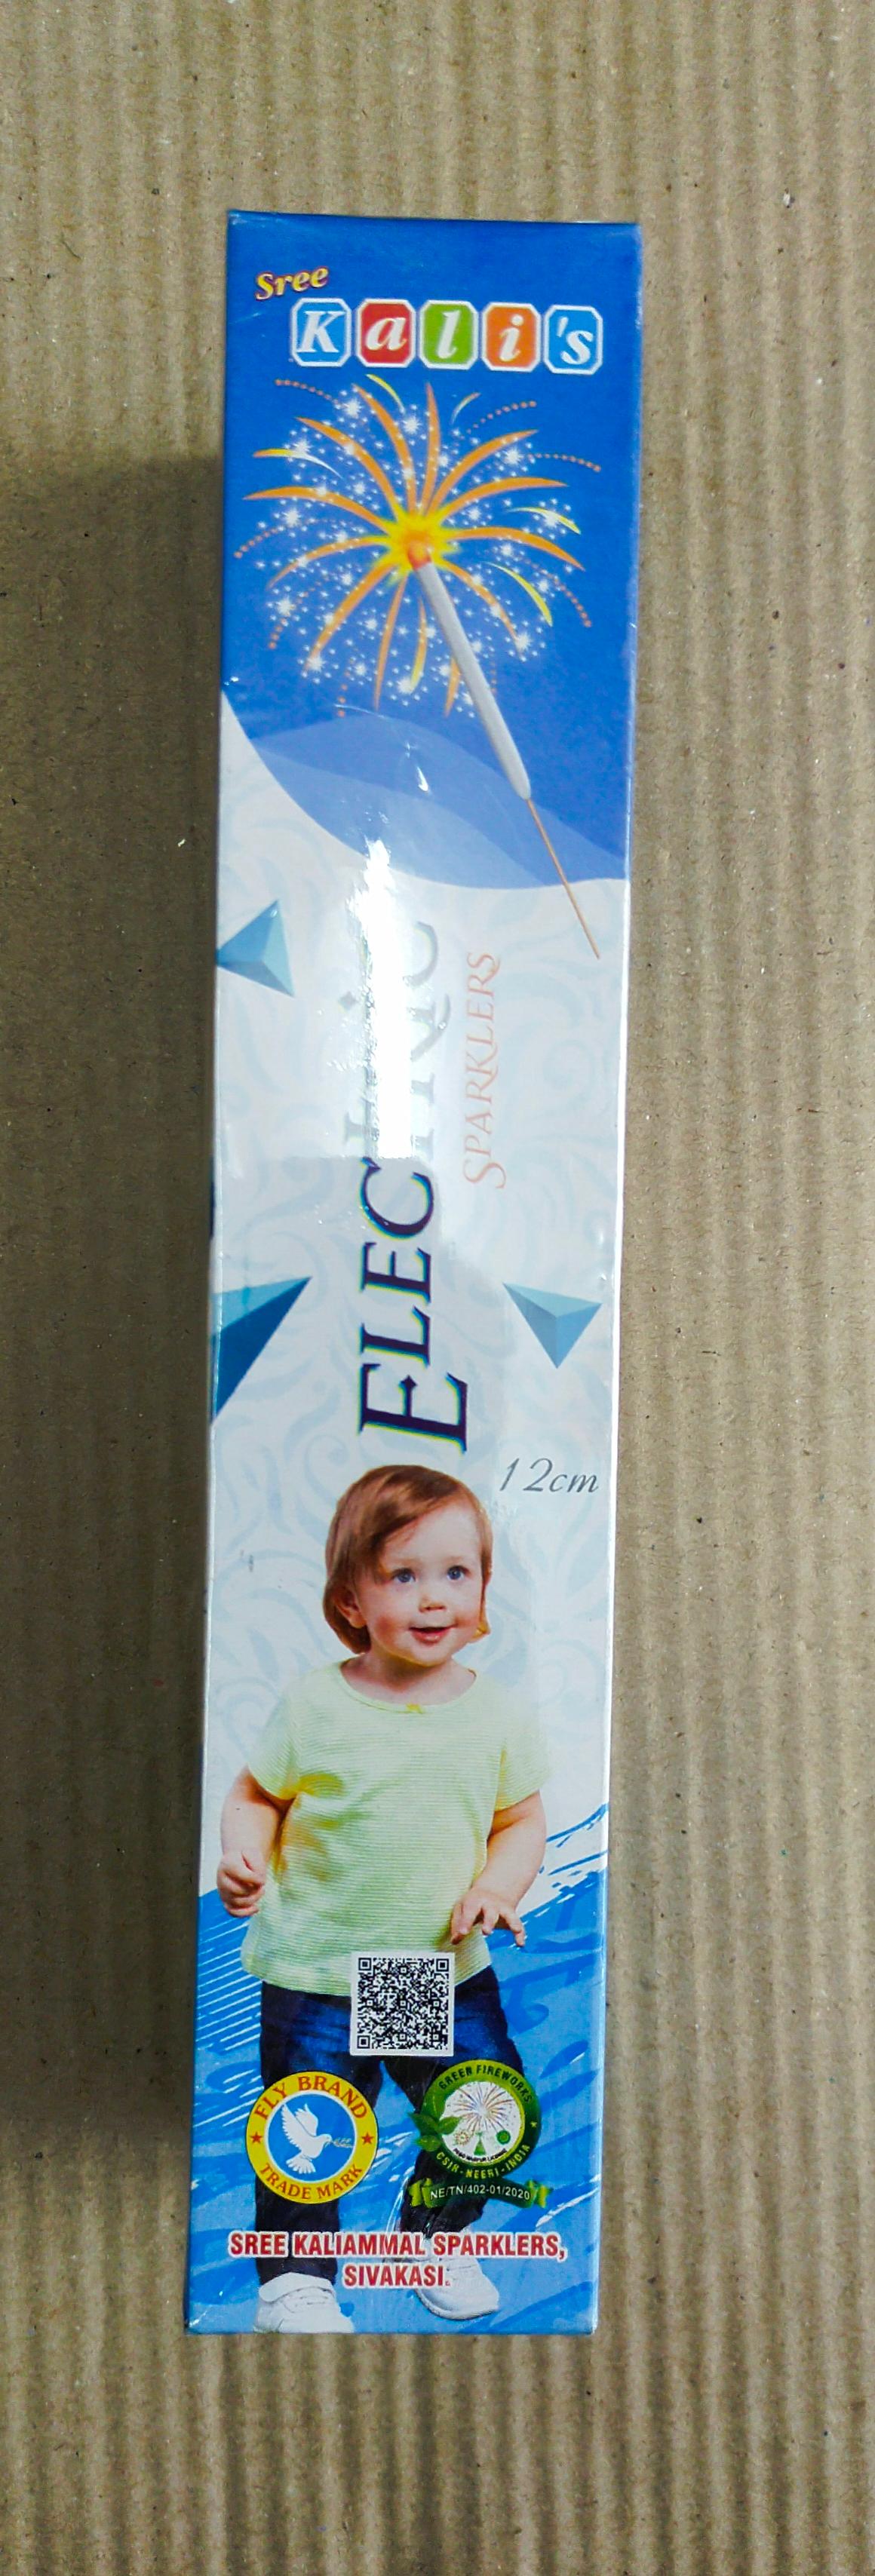 Sree
Kali's
ELECTRIC
SPARKLERS
12cm
FLY BRAND
TRADE MARK
GREEN FIREWORKS
CSIR-NEERI-INDIA
NE/TN/402-01/2020
SREE KALIAMMAL SPARKLERS,
SIVAKASI.